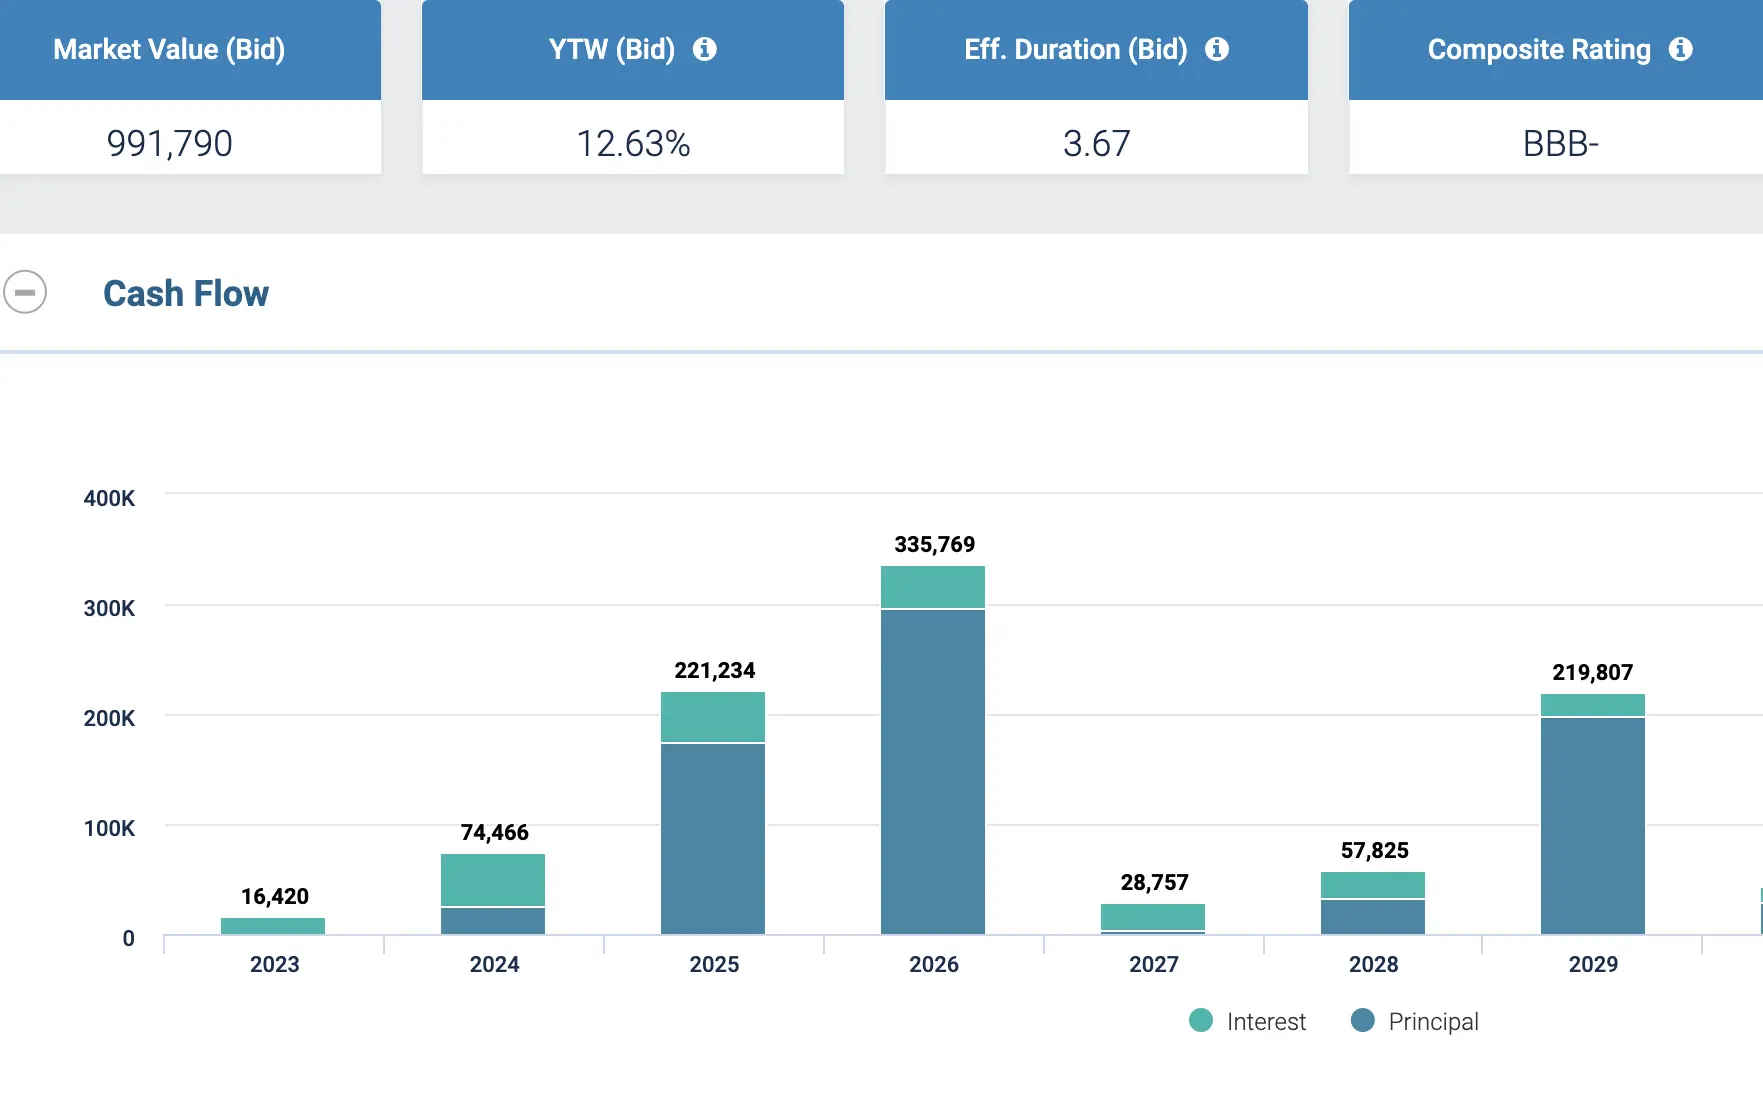 Market Value (Bid)
YTW (Bid)
Eff. Duration (Bid)
Composite Rating
991,790
12.63%
3.67
BBB-
Cash Flow
400K
300K
200K
100K
0
16,420
74,466
221,234
335,769
28,757
57,825
219,807
2023
2024
2025
2026
2027
2028
2029
Interest
Principal